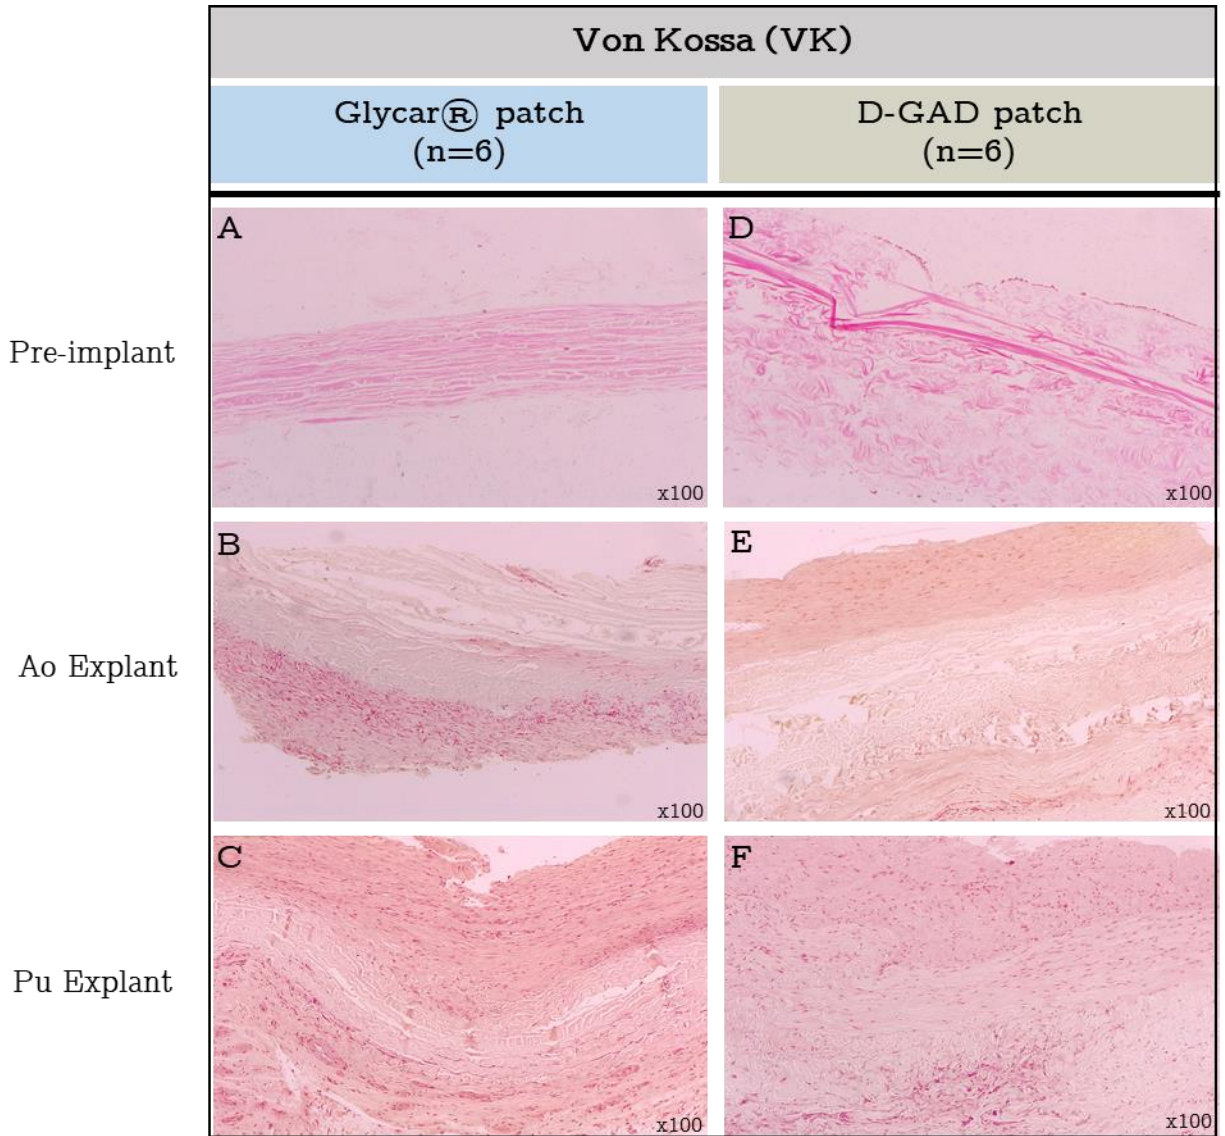 Von Kossa (VK)
Glycar® patch
(n=6)
D-GAD patch
(n=6)
Pre-implant
A
x100
D
x100
Ao Explant
B
x100
E
x100
Pu Explant
C
x100
F
x100